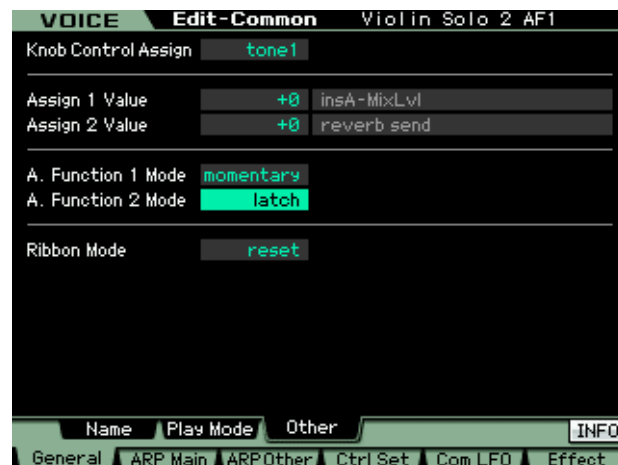 VOICE Edit-Common Violin Solo 2 AF1
Knob Control Assign tone1
Assign 1 Value +0 insA-MixLvl
Assign 2 Value +0 reverb send
A. Function 1 Mode momentary
A. Function 2 Mode latch
Ribbon Mode reset
Name Play Mode Other INFO
General ARP Main ARP Other Ctrl Set Com LFO Effect